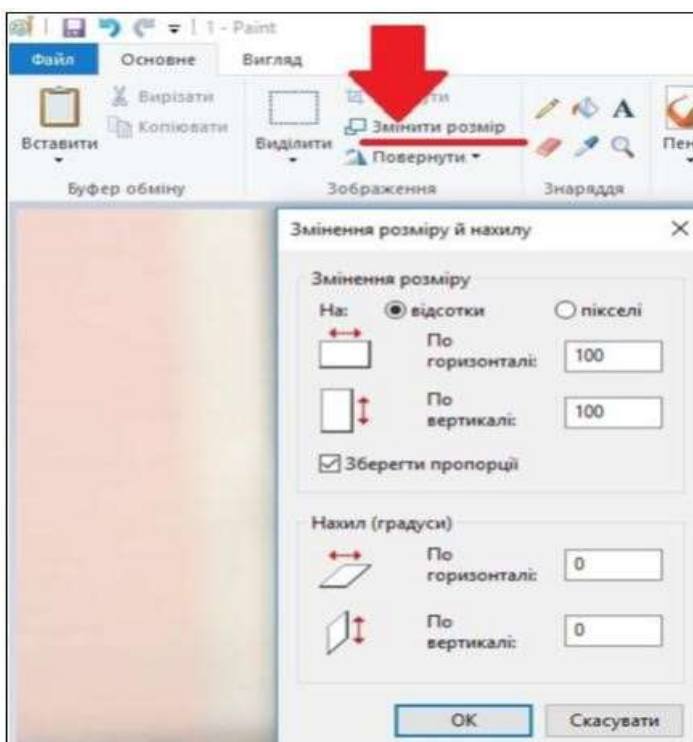 1 - Paint
Файл Основне Вигляд
Вирізати
Копіювати
Вставити
Виділити
Змінити розмір
Повернути
Буфер обміну Зображення Знаряддя
A
Пен
Змінення розміру й нахилу
Змінення розміру
На: відсотки пікселі
По
горизонталі: 100
По
вертикалі: 100
Зберегти пропорції
Нахил (градуси)
По
горизонталі: 0
По
вертикалі: 0
ОК Скасувати